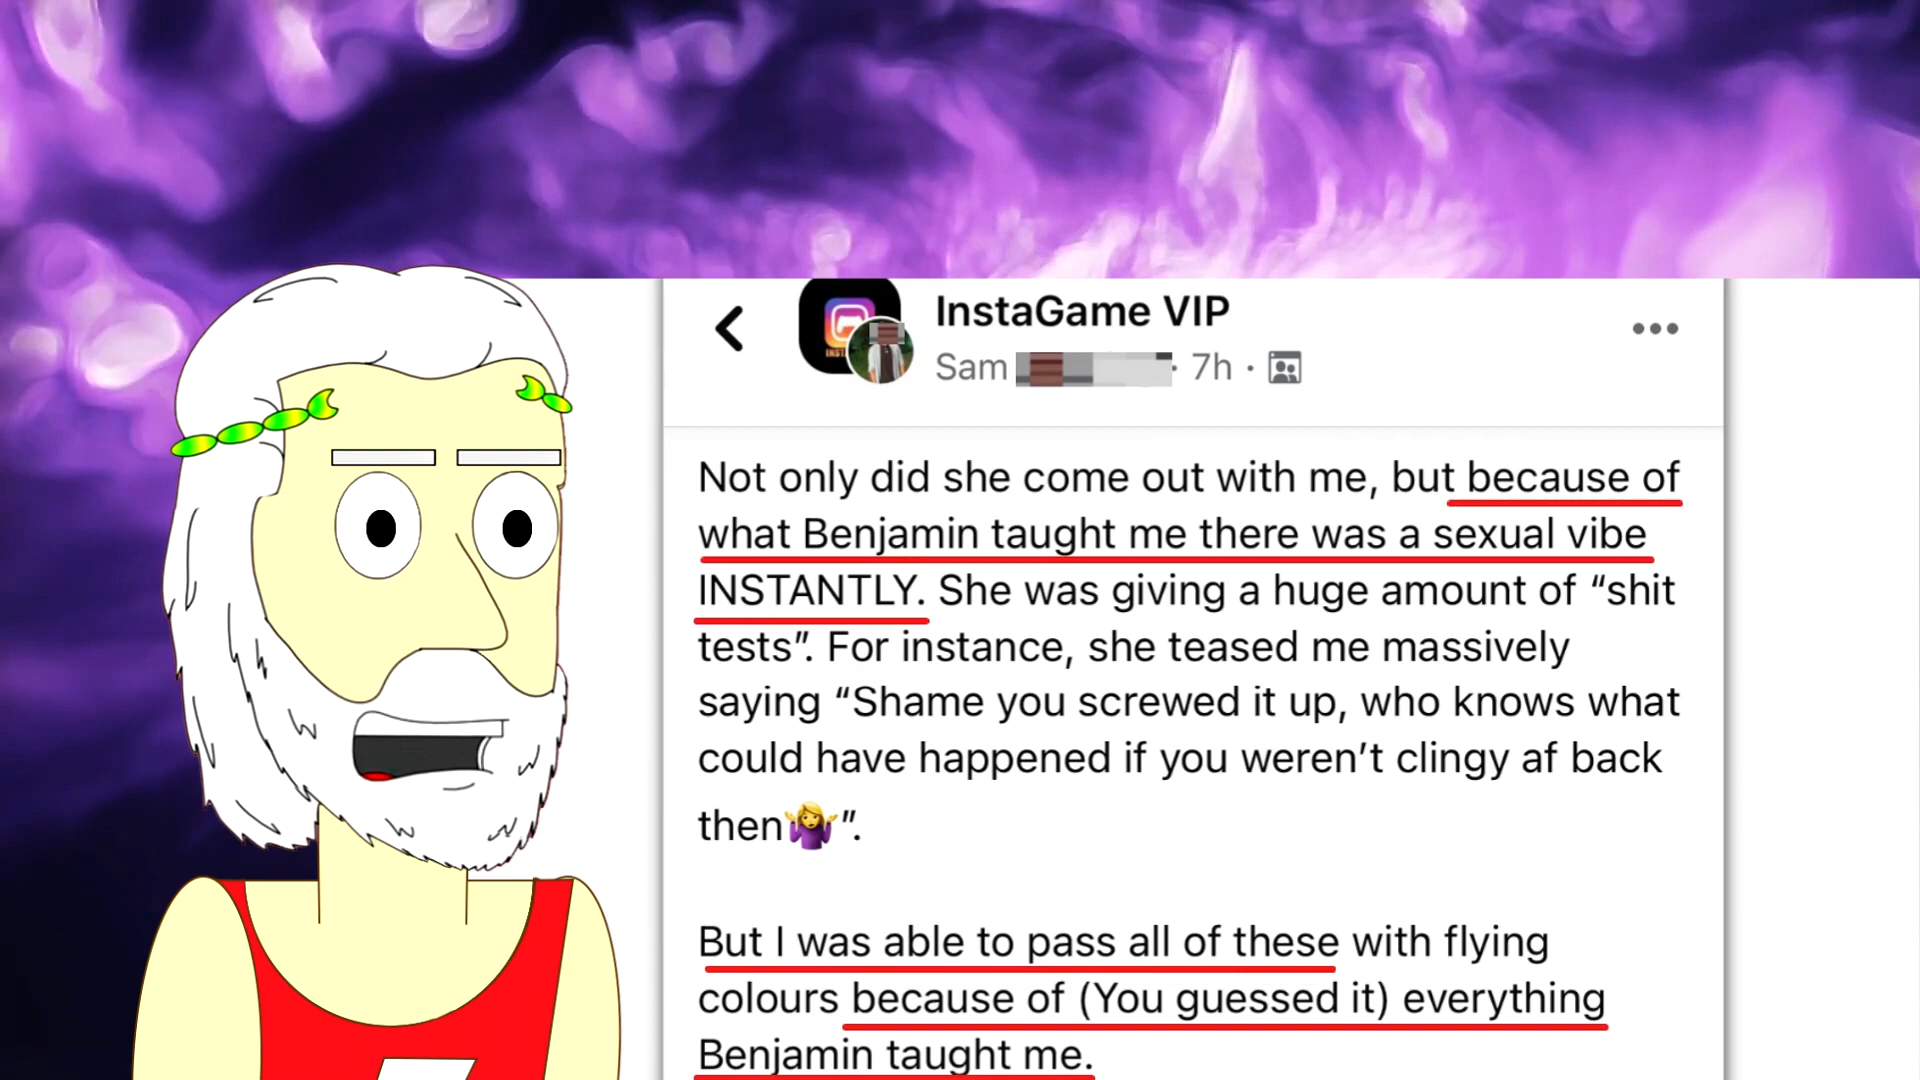 InstaGame VIP
INST
Sam · 7h ·
Not only did she come out with me, but because of
what Benjamin taught me there was a sexual vibe
INSTANTLY. She was giving a huge amount of “shit
tests”. For instance, she teased me massively
saying “Shame you screwed it up, who knows what
could have happened if you weren’t clingy af back
then🤷‍♀️”.
But I was able to pass all of these with flying
colours because of (You guessed it) everything
Benjamin taught me.